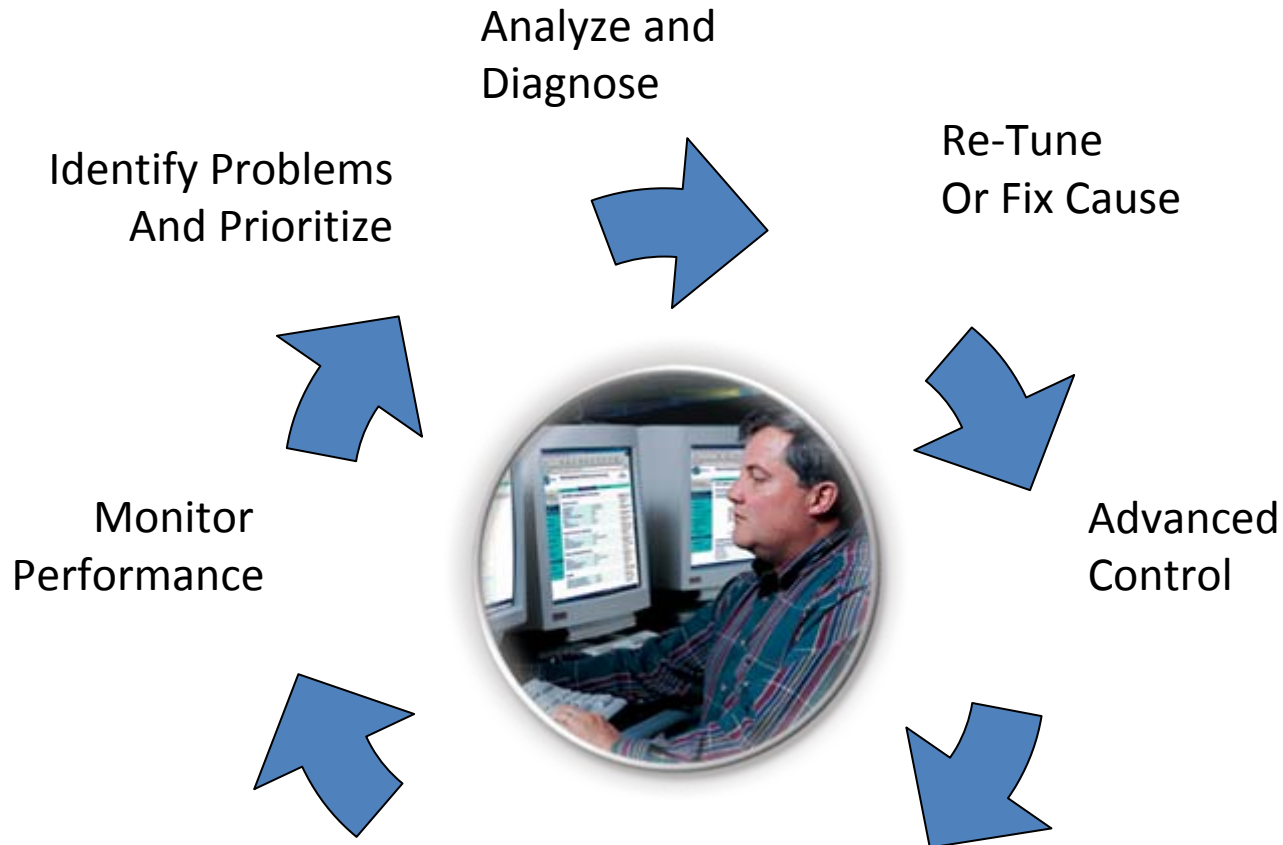 Analyze and
Diagnose
Re-Tune
Or Fix Cause
Identify Problems
And Prioritize
Monitor
Performance
Advanced
Control